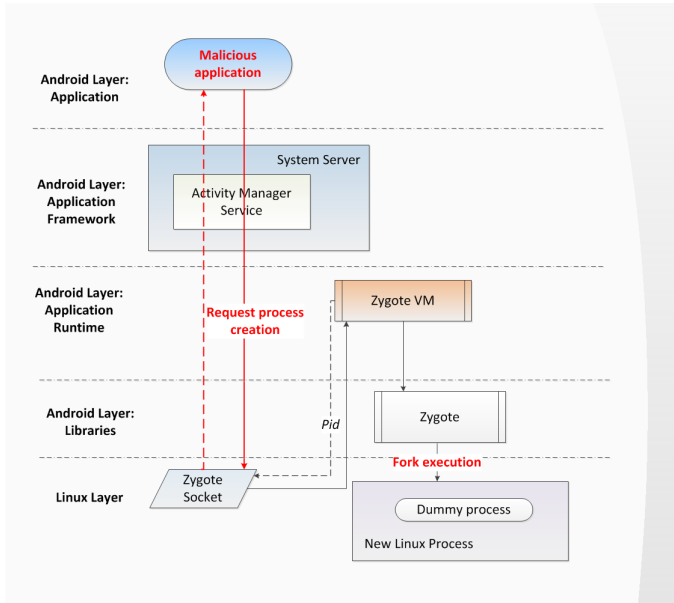 Malicious
application
Android Layer:
Application
System Server
Android Layer:
Application
Framework
Activity Manager
Service
Android Layer:
Application
Runtime
Zygote VM
Request process
creation
Android Layer:
Libraries
Pid
Zygote
Fork execution
Linux Layer
Zygote
Socket
Dummy process
New Linux Process